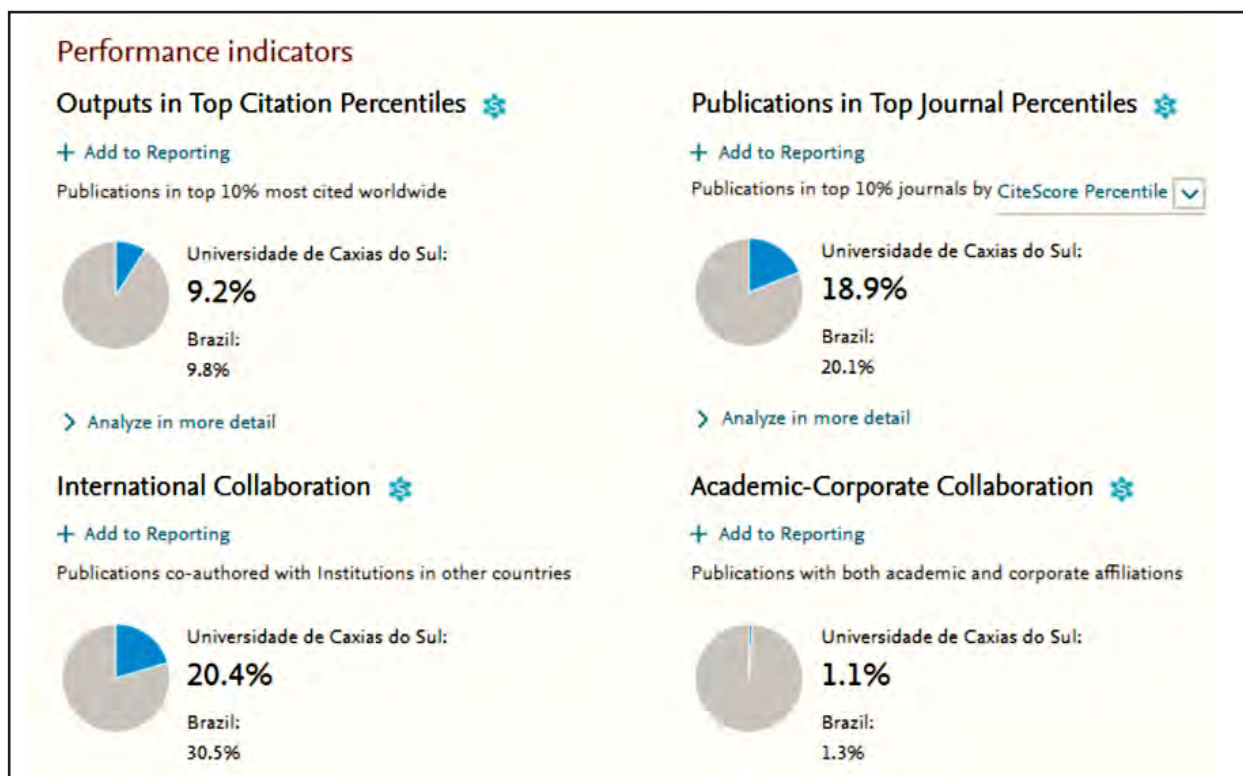 Performance indicators
Outputs in Top Citation Percentiles
+ Add to Reporting
Publications in top 10% most cited worldwide
Universidade de Caxias do Sul:
9.2%
Brazil:
9.8%
> Analyze in more detail
Publications in Top Journal Percentiles
+ Add to Reporting
Publications in top 10% journals by CiteScore Percentile
Universidade de Caxias do Sul:
18.9%
Brazil:
20.1%
> Analyze in more detail
International Collaboration
+ Add to Reporting
Publications co-authored with Institutions in other countries
Universidade de Caxias do Sul:
20.4%
Brazil:
30.5%
Academic-Corporate Collaboration
+ Add to Reporting
Publications with both academic and corporate affiliations
Universidade de Caxias do Sul:
1.1%
Brazil:
1.3%